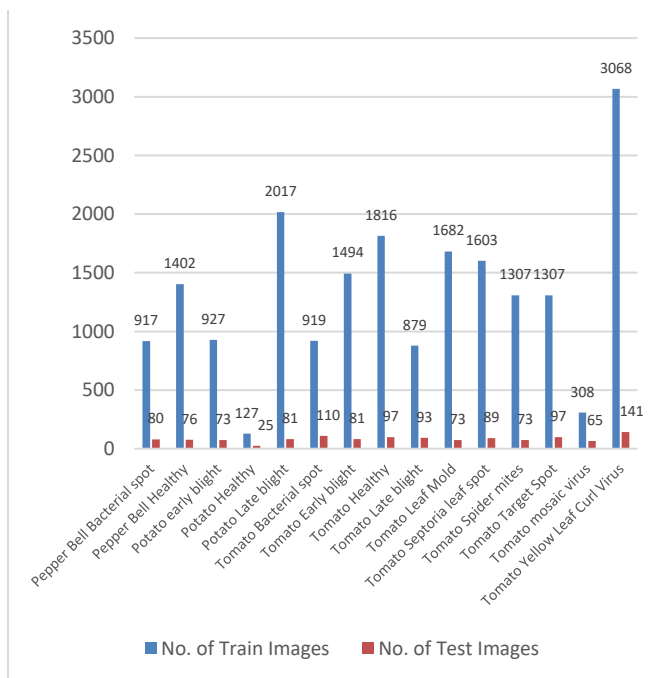 3500
3000
2500
2000
1500
1000
500
0
917
80
1402
76
927
73
127
25
2017
81
919
110
1494
81
1816
97
879
93
1682
73
1603
89
1307
73
1307
97
308
65
3068
141
Pepper Bell Bacterial spot
Pepper Bell Healthy
Potato early blight
Potato Healthy
Potato Late blight
Tomato Bacterial spot
Tomato Early blight
Tomato Healthy
Tomato Late blight
Tomato Leaf Mold
Tomato Septoria leaf spot
Tomato Spider mites
Tomato Target Spot
Tomato mosaic virus
Tomato Yellow Leaf Curl Virus
No. of Train Images
No. of Test Images